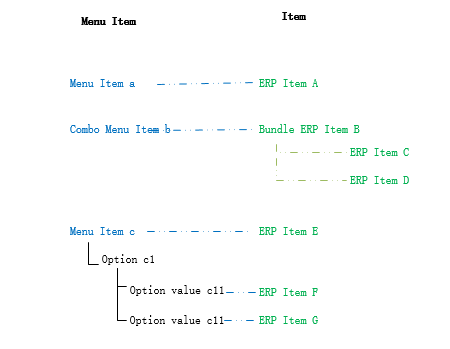 Menu Item
Item
Menu Item a
ERP Item A
Combo Menu Item b
Bundle ERP Item B
ERP Item C
ERP Item D
Menu Item c
ERP Item E
Option c1
Option value c11
ERP Item F
Option value c11
ERP Item G